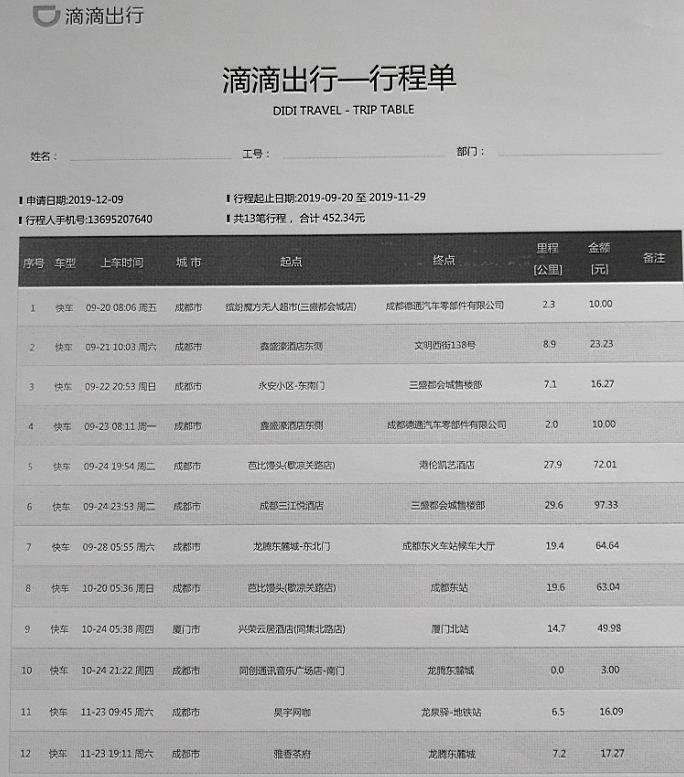 滴滴出行
滴滴出行—行程单
DIDI TRAVEL - TRIP TABLE
姓名： 工号： 部门：
申请日期:2019-12-09 行程起止日期:2019-09-20 至 2019-11-29
行程人手机号:13695207640 共13笔行程，合计 452.34元
序号 车型 上车时间 城市 起点 终点 里程[公里] 金额[元] 备注
1 快车 09-20 08:06 周五 成都市 缤纷魔方无人超市(三盛都会城店) 成都德通汽车零部件有限公司 2.3 10.00
2 快车 09-21 10:03 周六 成都市 鑫盛濠酒店东侧 文明西街138号 8.9 23.23
3 快车 09-22 20:53 周日 成都市 永安小区-东南门 三盛都会城售楼部 7.1 16.27
4 快车 09-23 08:11 周一 成都市 鑫盛濠酒店东侧 成都德通汽车零部件有限公司 2.0 10.00
5 快车 09-24 19:54 周二 成都市 芭比馒头(歇凉关路店) 港伦凯艺酒店 27.9 72.01
6 快车 09-24 23:53 周二 成都市 成都三江悦酒店 三盛都会城售楼部 29.6 97.33
7 快车 09-28 05:55 周六 成都市 龙腾东麓城-东北门 成都东火车站候车大厅 19.4 64.64
8 快车 10-20 05:36 周日 成都市 芭比馒头(歇凉关路店) 成都东站 19.6 63.04
9 快车 10-24 05:38 周四 厦门市 兴荣云居酒店(同集北路店) 厦门北站 14.7 49.98
10 快车 10-24 21:22 周四 成都市 同创通讯音乐广场店-南门 龙腾东麓城 0.0 3.00
11 快车 11-23 09:45 周六 成都市 昊宇网咖 龙泉驿-地铁站 6.5 16.09
12 快车 11-23 19:11 周六 成都市 雅香茶府 龙腾东麓城 7.2 17.27